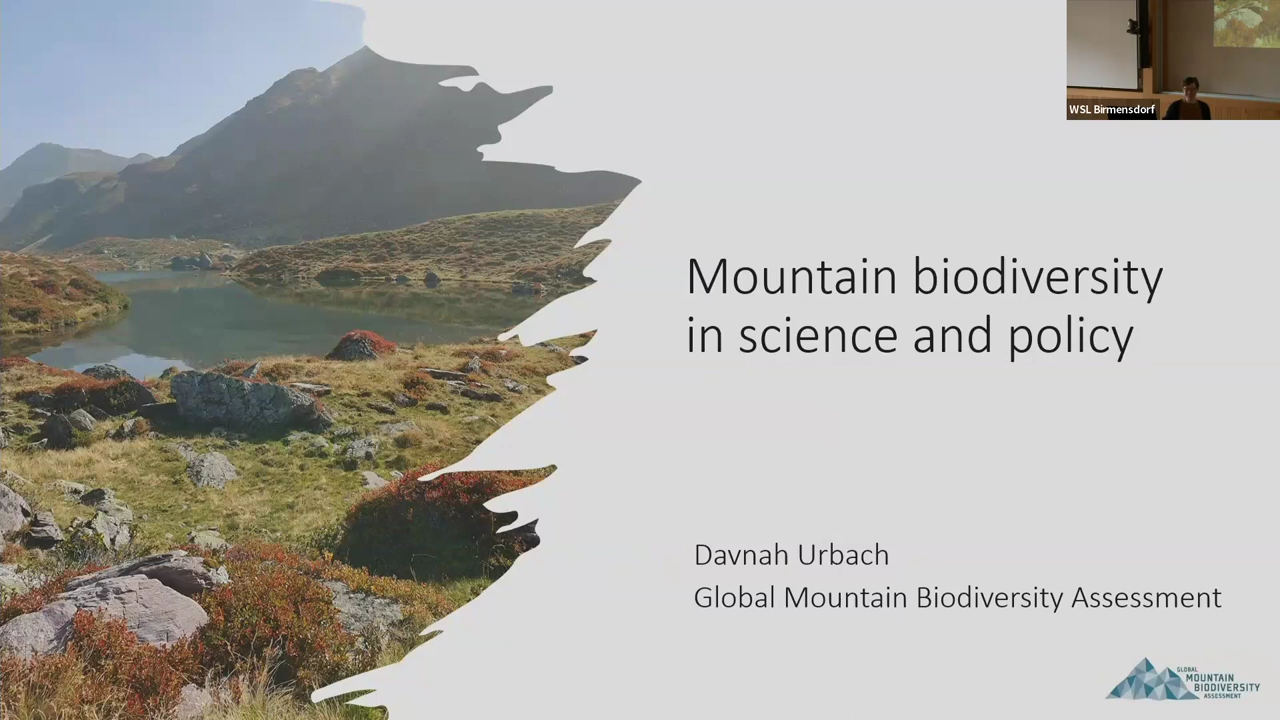 WSL Birmensdorf
Mountain biodiversity
in science and policy
Davnah Urbach
Global Mountain Biodiversity Assessment
GLOBAL
MOUNTAIN
BIODIVERSITY
ASSESSMENT